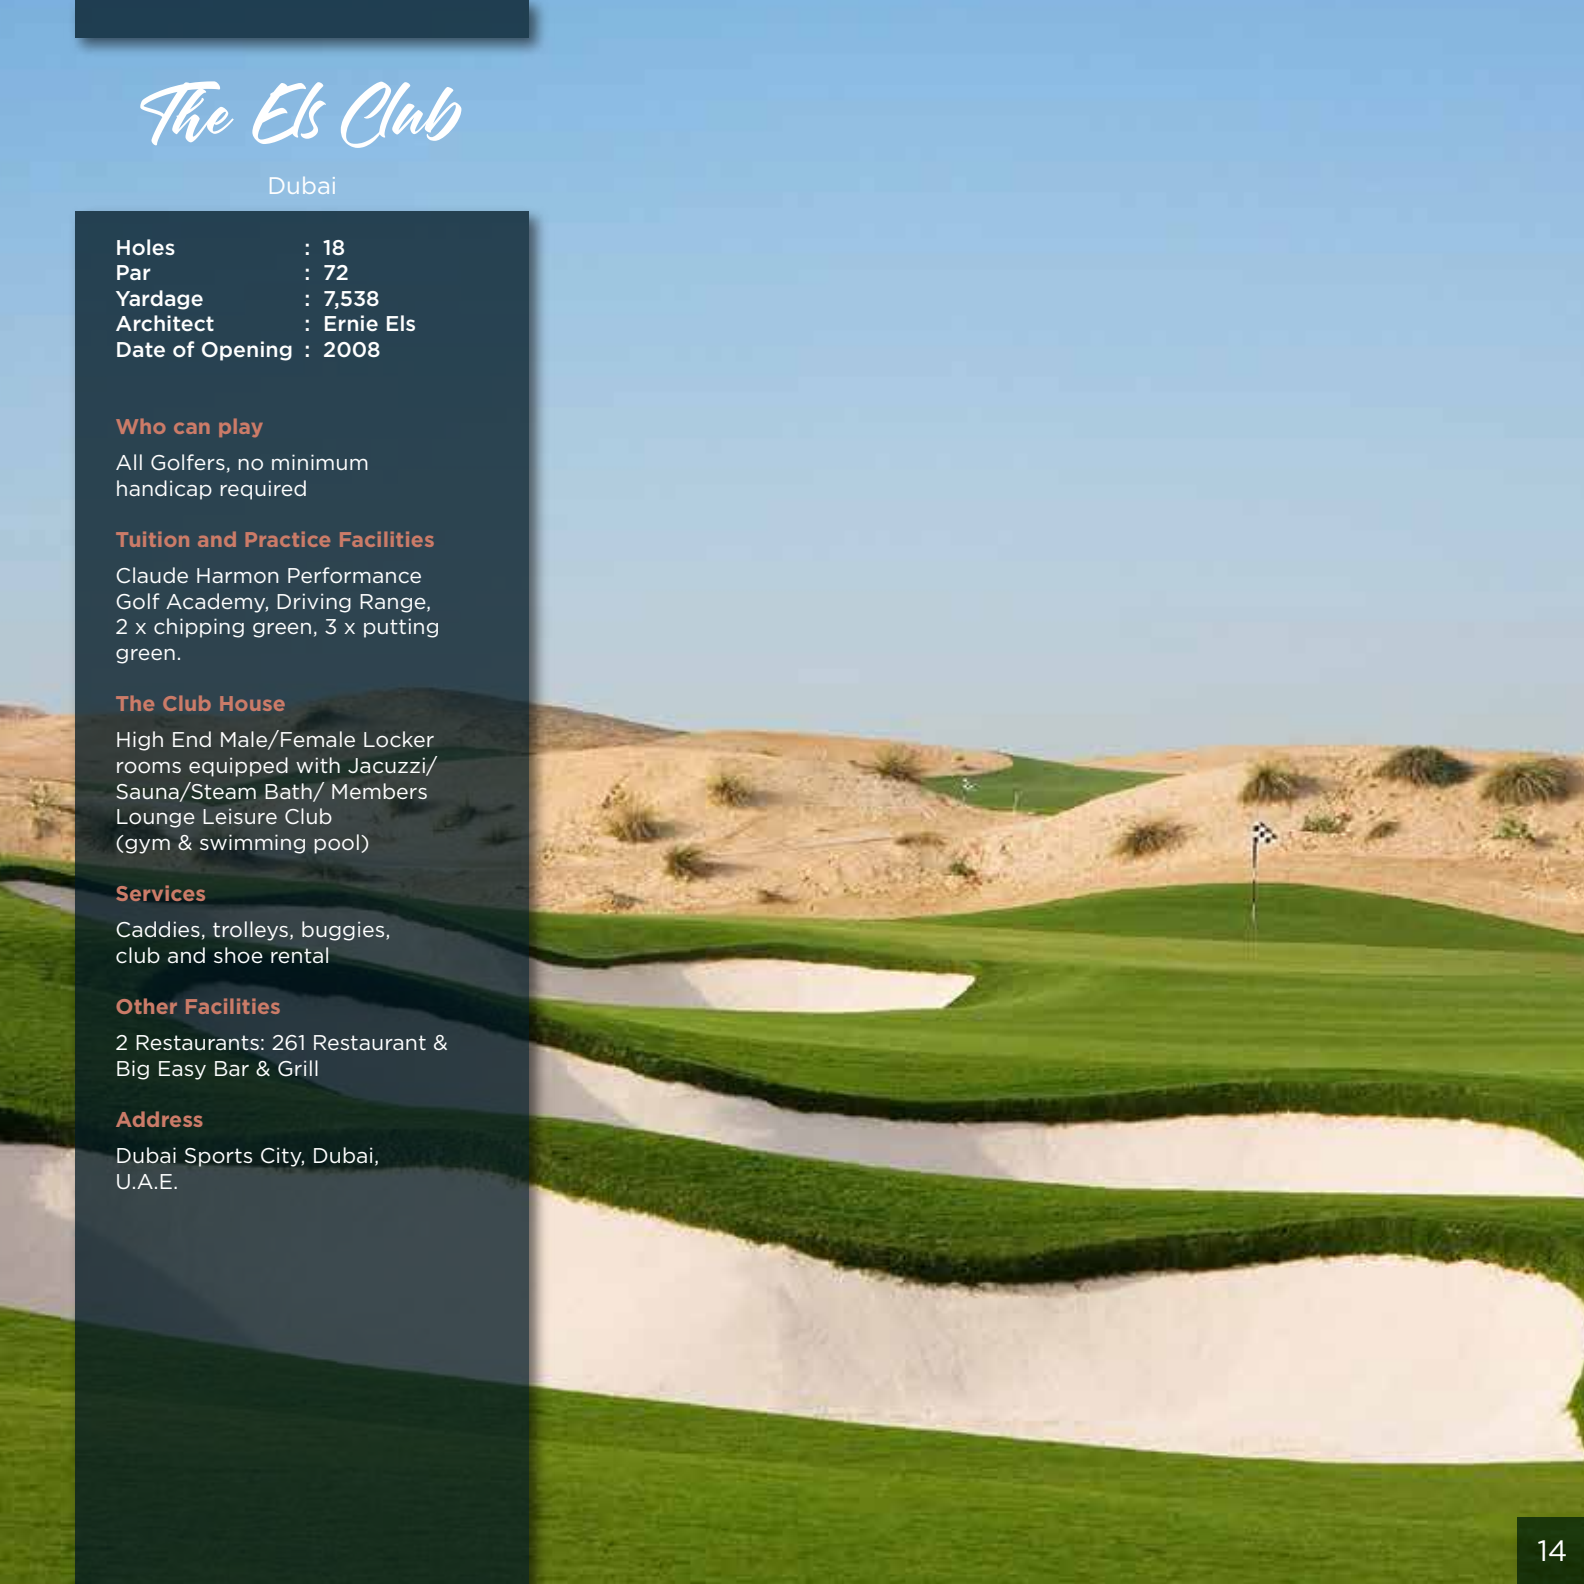 The Els Club
Dubai
Holes : 18
Par : 72
Yardage : 7,538
Architect : Ernie Els
Date of Opening : 2008
Who can play
All Golfers, no minimum
handicap required
Tuition and Practice Facilities
Claude Harmon Performance
Golf Academy, Driving Range,
2 x chipping green, 3 x putting
green.
The Club House
High End Male/Female Locker
rooms equipped with Jacuzzi/
Sauna/Steam Bath/ Members
Lounge Leisure Club
(gym & swimming pool)
Services
Caddies, trolleys, buggies,
club and shoe rental
Other Facilities
2 Restaurants: 261 Restaurant &
Big Easy Bar & Grill
Address
Dubai Sports City, Dubai,
U.A.E.
14